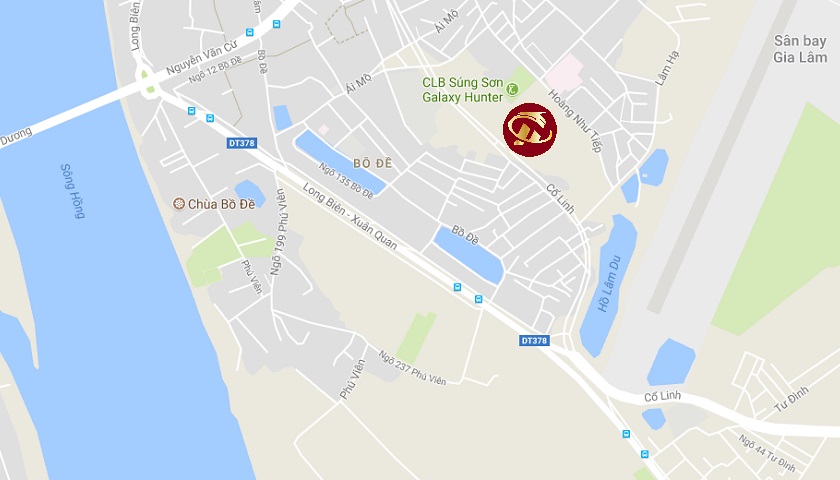 Long Biên
Nguyễn Văn Cừ
Ngõ 12 Bồ Đề
Bồ Đề
Ái Mộ
Ái Mộ
Lâm Hạ
Sân bay
Gia Lâm
CLB Súng Sơn
Galaxy Hunter
Hoàng Như Tiếp
Dương
DT378
BỒ ĐỀ
Ngõ 135 Bồ Đề
Sông Hồng
Chùa Bồ Đề
Ngõ 199 Phú Viên
Long Biên - Xuân Quan
Cổ Linh
Bồ Đề
Phú Viên
Hồ Lâm Du
DT378
Ngõ 237 Phú Viên
Phú Viên
Cổ Linh
Tư Đình
Ngõ 44 Tư Đình